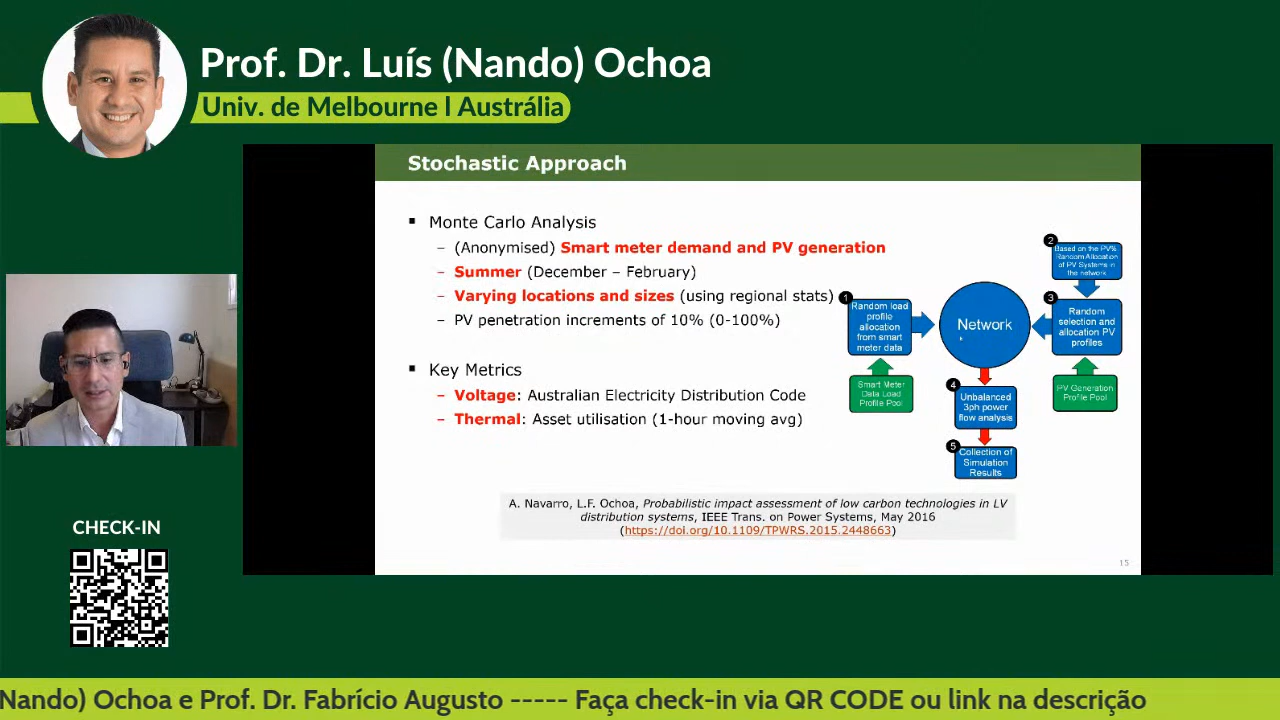 Prof. Dr. Luís (Nando) Ochoa
Univ. de Melbourne I Austrália
Stochastic Approach
▪ Monte Carlo Analysis
– (Anonymised) Smart meter demand and PV generation
– Summer (December – February)
– Varying locations and sizes (using regional stats)
– PV penetration increments of 10% (0-100%)
▪ Key Metrics
– Voltage: Australian Electricity Distribution Code
– Thermal: Asset utilisation (1-hour moving avg)
1
Random load
profile
allocation
from smart
meter data
Smart Meter
Data Load
Profile Pool
Network
2
Based on the PV%
Random Allocation
of PV Systems in
the network
3
Random
selection and
allocation PV
profiles
PV Generation
Profile Pool
4
Unbalanced
3ph power
flow analysis
5
Collection of
Simulation
Results
A. Navarro, L.F. Ochoa, Probabilistic impact assessment of low carbon technologies in LV
distribution systems, IEEE Trans. on Power Systems, May 2016
(https://doi.org/10.1109/TPWRS.2015.2448663)
15
CHECK-IN
Nando) Ochoa e Prof. Dr. Fabrício Augusto ----- Faça check-in via QR CODE ou link na descrição